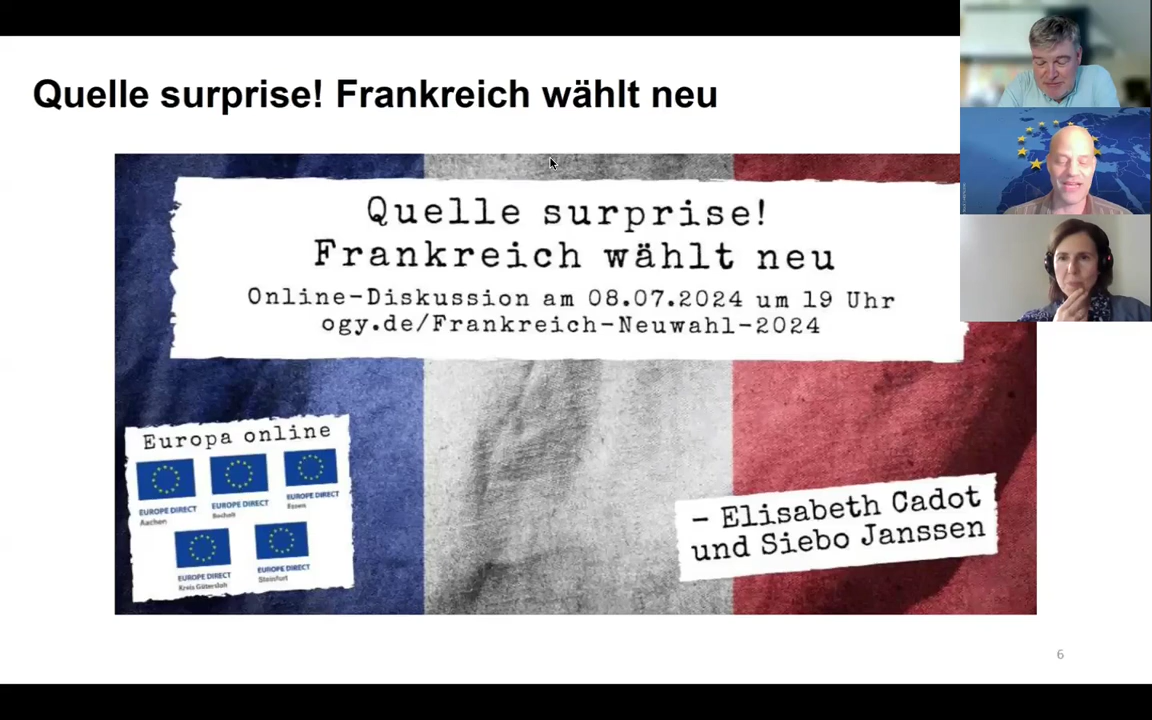 Quelle surprise! Frankreich wählt neu
Quelle surprise!
Frankreich wählt neu
Online-Diskussion am 08.07.2024 um 19 Uhr
ogy.de/Frankreich-Neuwahl-2024
Europa online
EUROPE DIRECT
Aachen
EUROPE DIRECT
Bocholt
EUROPE DIRECT
Essen
EUROPE DIRECT
Kreis Gütersloh
EUROPE DIRECT
Steinfurt
– Elisabeth Cadot
und Siebo Janssen
6